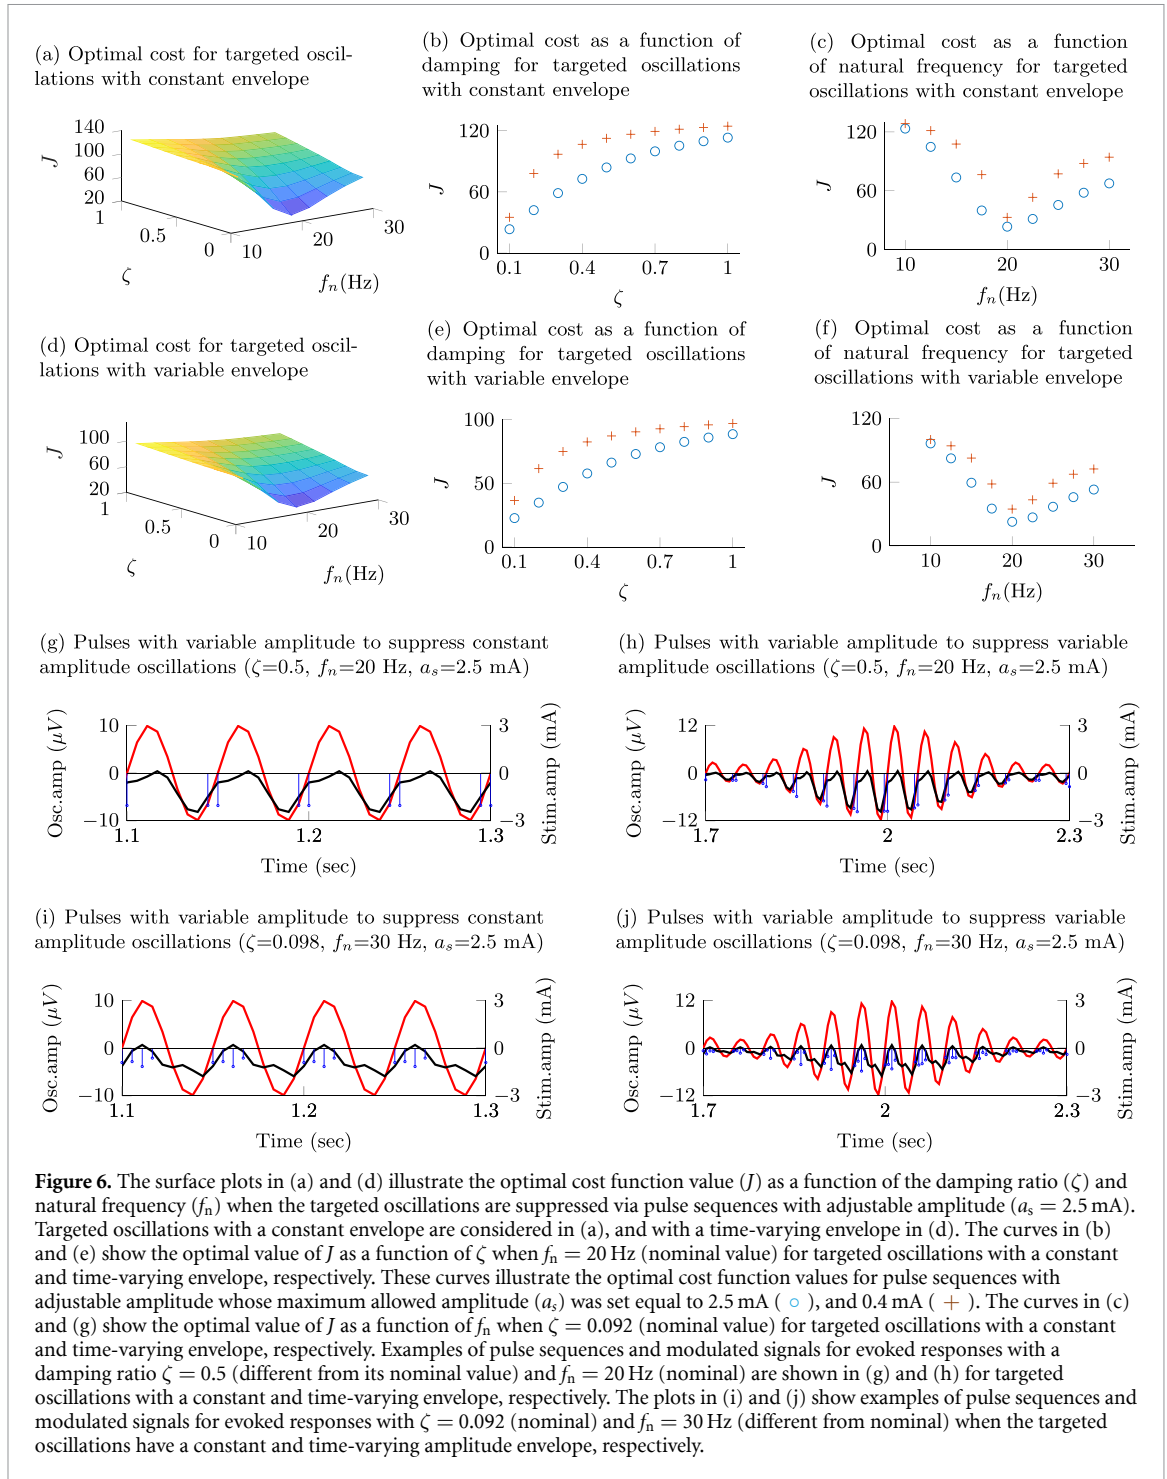 (a) Optimal cost for targeted oscil-
lations with constant envelope
140
100
60
20
J
1
0.5
0
ζ
10
20
30
f_n(Hz)
(b) Optimal cost as a function of
damping for targeted oscillations
with constant envelope
120
60
0
J
0.1
0.4
0.7
1
ζ
(c) Optimal cost as a function
of natural frequency for targeted
oscillations with constant envelope
120
60
0
J
10
20
30
f_n(Hz)
(d) Optimal cost for targeted oscil-
lations with variable envelope
100
60
20
J
1
0.5
0
ζ
10
20
30
f_n(Hz)
(e) Optimal cost as a function of
damping for targeted oscillations
with variable envelope
100
50
0
J
0.1
0.4
0.7
1
ζ
(f) Optimal cost as a function
of natural frequency for targeted
oscillations with variable envelope
120
60
0
J
10
20
30
f_n(Hz)
(g) Pulses with variable amplitude to suppress constant
amplitude oscillations (ζ=0.5, f_n=20 Hz, a_s=2.5 mA)
Osc.amp (μV)
10
0
−10
3
0
−3
Stim.amp (mA)
1.1
1.2
1.3
Time (sec)
(h) Pulses with variable amplitude to suppress variable
amplitude oscillations (ζ=0.5, f_n=20 Hz, a_s=2.5 mA)
Osc.amp (μV)
12
0
−12
3
0
−3
Stim.amp (mA)
1.7
2
2.3
Time (sec)
(i) Pulses with variable amplitude to suppress constant
amplitude oscillations (ζ=0.098, f_n=30 Hz, a_s=2.5 mA)
Osc.amp (μV)
10
0
−10
3
0
−3
Stim.amp (mA)
1.1
1.2
1.3
Time (sec)
(j) Pulses with variable amplitude to suppress variable
amplitude oscillations (ζ=0.098, f_n=30 Hz, a_s=2.5 mA)
Osc.amp (μV)
12
0
−12
3
0
−3
Stim.amp (mA)
1.7
2
2.3
Time (sec)
Figure 6. The surface plots in (a) and (d) illustrate the optimal cost function value (J) as a function of the damping ratio (ζ) and
natural frequency (f_n) when the targeted oscillations are suppressed via pulse sequences with adjustable amplitude (a_s = 2.5 mA).
Targeted oscillations with a constant envelope are considered in (a), and with a time-varying envelope in (d). The curves in (b)
and (e) show the optimal value of J as a function of ζ when f_n = 20 Hz (nominal value) for targeted oscillations with a constant
and time-varying envelope, respectively. These curves illustrate the optimal cost function values for pulse sequences with
adjustable amplitude whose maximum allowed amplitude (a_s) was set equal to 2.5 mA ( ○ ), and 0.4 mA ( + ). The curves in (c)
and (g) show the optimal value of J as a function of f_n when ζ = 0.092 (nominal value) for targeted oscillations with a constant
and time-varying envelope, respectively. Examples of pulse sequences and modulated signals for evoked responses with a
damping ratio ζ = 0.5 (different from its nominal value) and f_n = 20 Hz (nominal) are shown in (g) and (h) for targeted
oscillations with a constant and time-varying envelope, respectively. The plots in (i) and (j) show examples of pulse sequences and
modulated signals for evoked responses with ζ = 0.092 (nominal) and f_n = 30 Hz (different from nominal) when the targeted
oscillations have a constant and time-varying amplitude envelope, respectively.